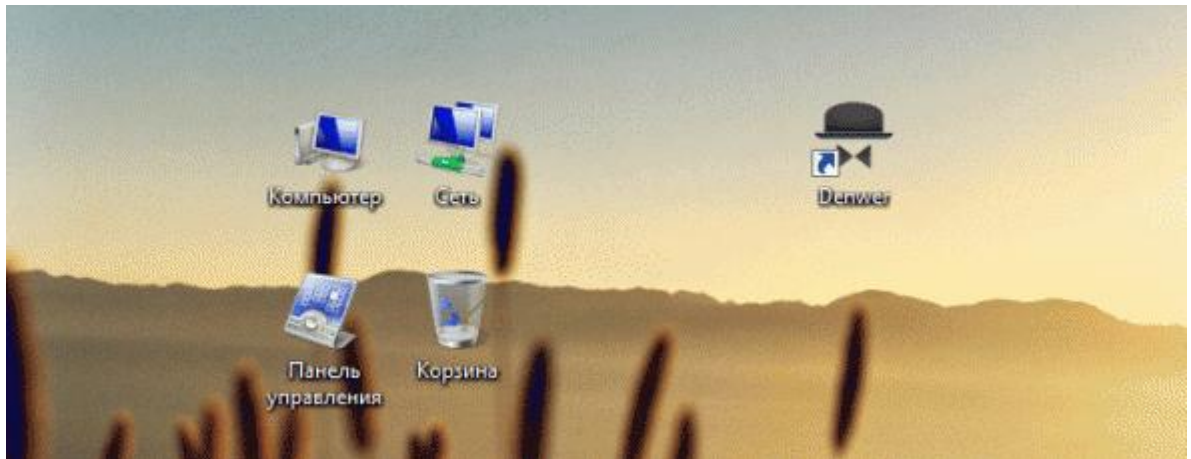 Компьютер
Сеть
Denwer
Панель
управления
Корзина